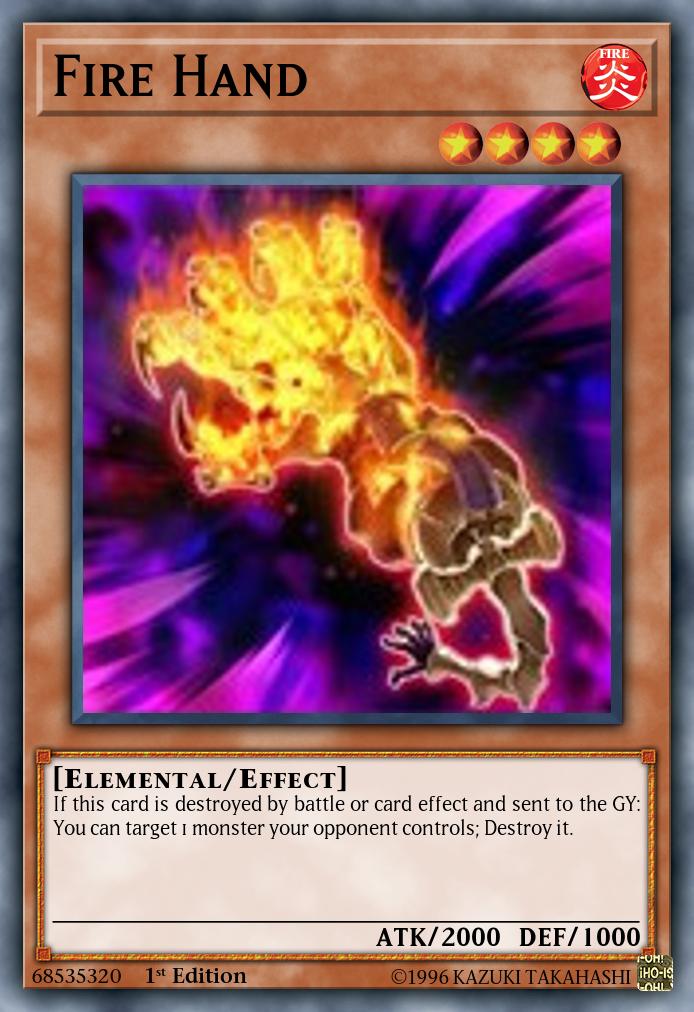 Fire Hand
FIRE
炎
[Elemental/Effect]
If this card is destroyed by battle or card effect and sent to the GY:
You can target 1 monster your opponent controls; Destroy it.
ATK/2000 DEF/1000
68535320 1st Edition ©1996 KAZUKI TAKAHASHI